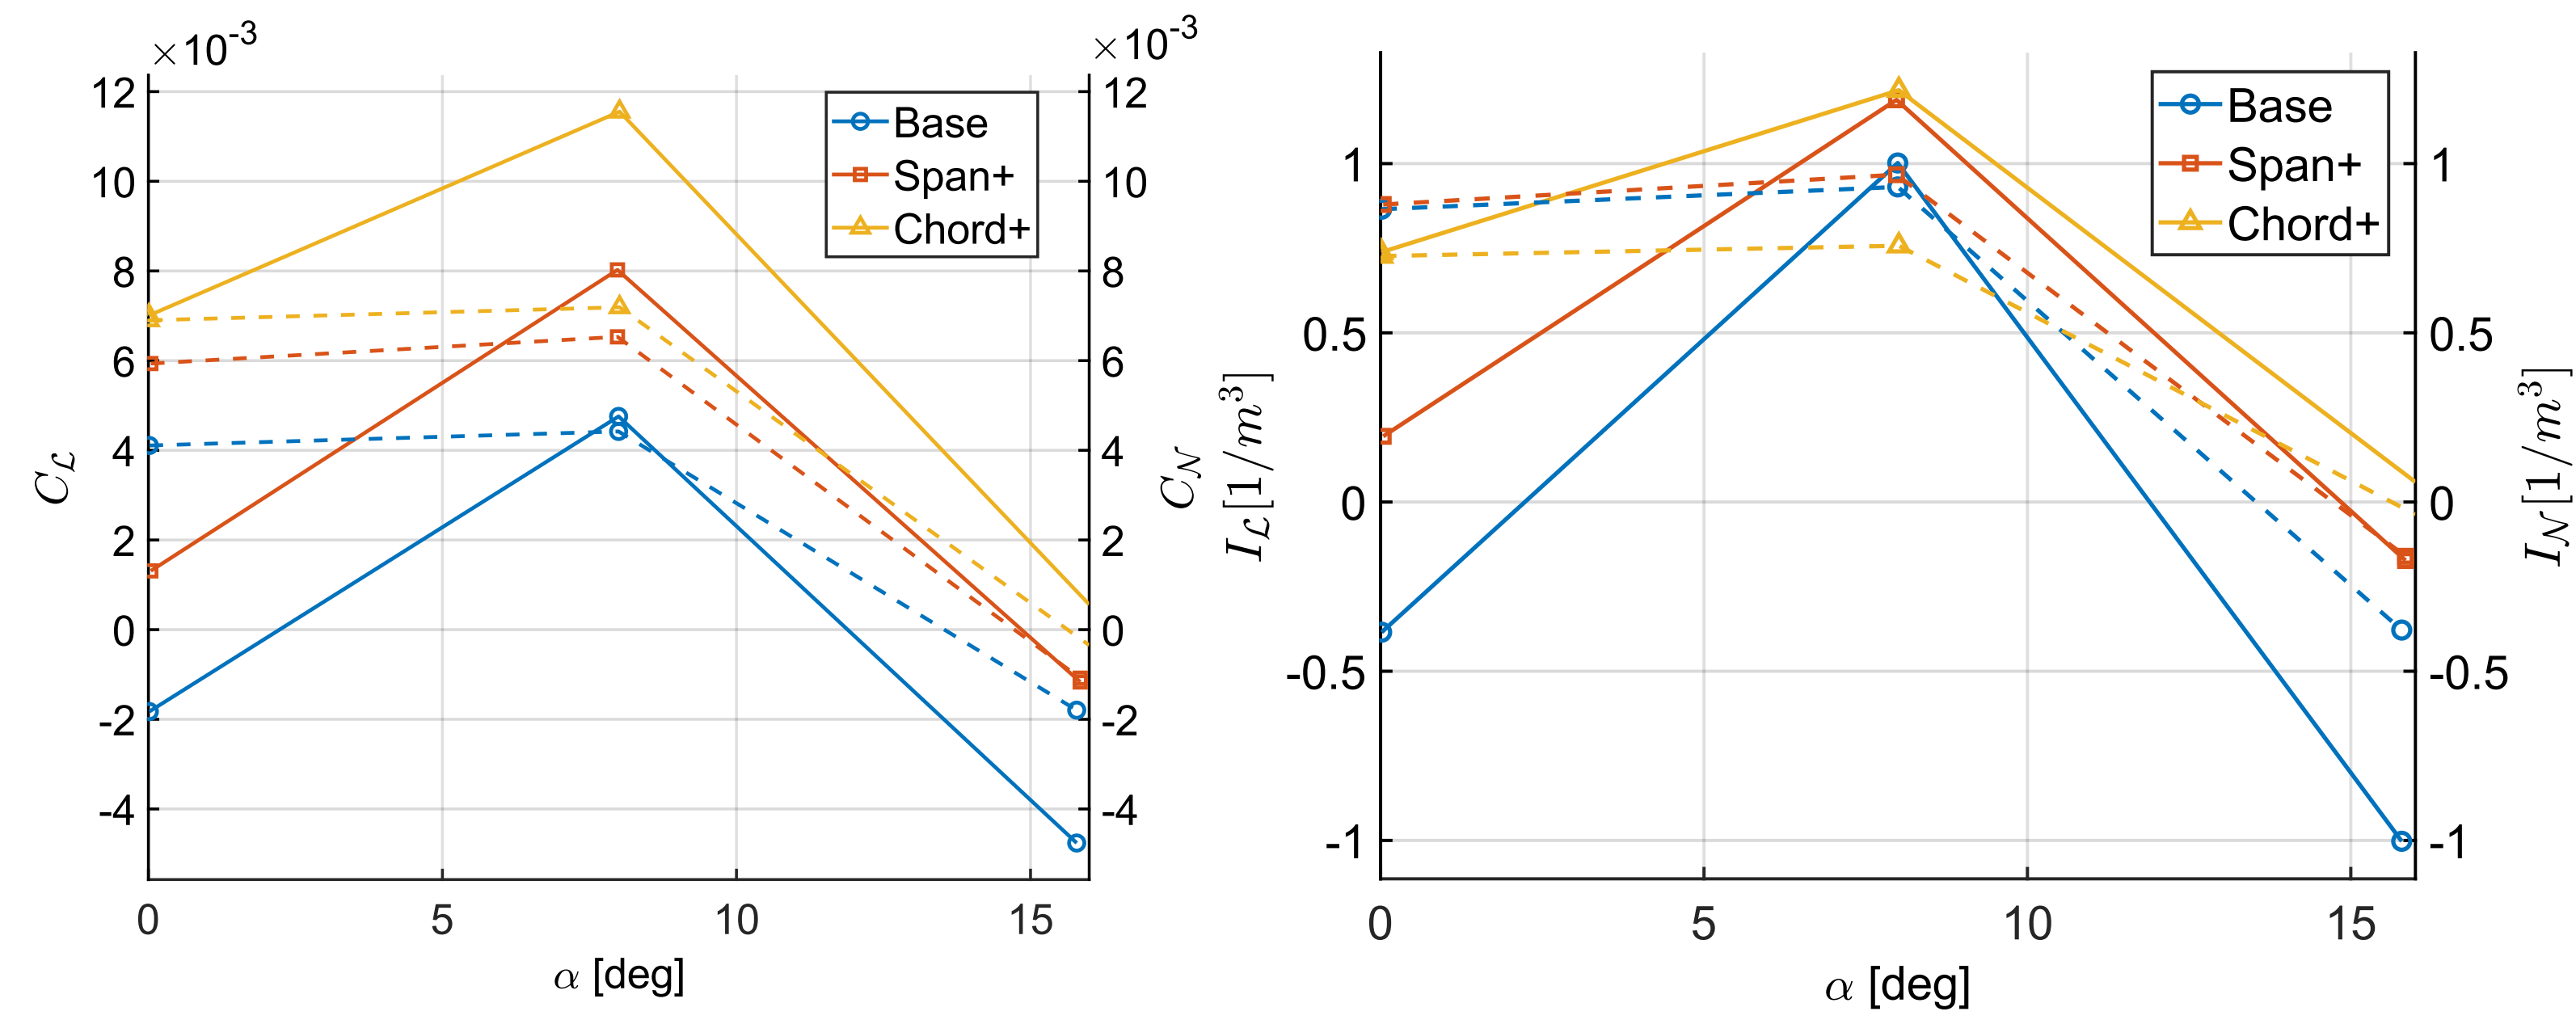 ×10⁻³
×10⁻³
12
10
8
6
4
2
0
-2
-4
C_ℒ
12
10
8
6
4
2
0
-2
-4
C_𝒩
Base
Span+
Chord+
0 5 10 15
α [deg]
1
0.5
0
-0.5
-1
I_ℒ [1/m³]
1
0.5
0
-0.5
-1
I_𝒩 [1/m³]
Base
Span+
Chord+
0 5 10 15
α [deg]